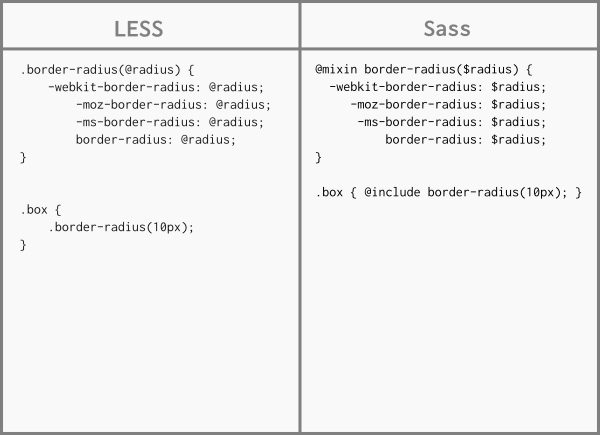 LESS
.border-radius(@radius) {
-webkit-border-radius: @radius;
-moz-border-radius: @radius;
-ms-border-radius: @radius;
border-radius: @radius;
}
.box {
.border-radius(10px);
}
Sass
@mixin border-radius($radius) {
-webkit-border-radius: $radius;
-moz-border-radius: $radius;
-ms-border-radius: $radius;
border-radius: $radius;
}
.box { @include border-radius(10px); }